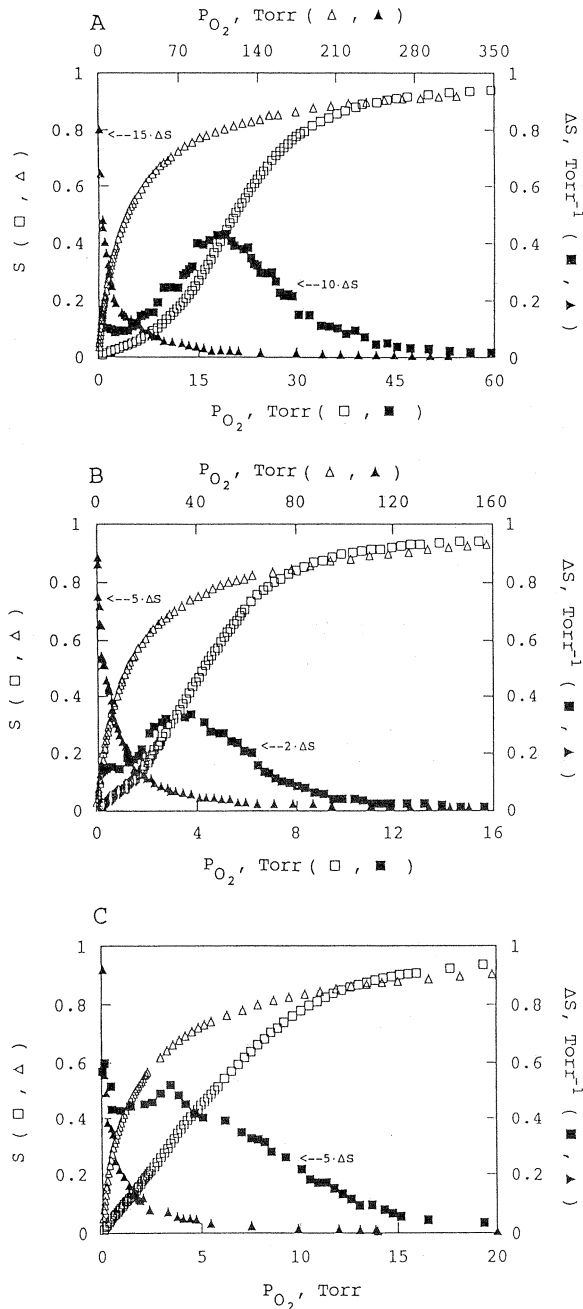 A
P O2, Torr ( △ , ▲ )
0 70 140 210 280 350
1 1
<--15·ΔS
0.8 0.8
0.6 0.6
S ( □ , △ )
ΔS, Torr-1 ( ■ , ▲ )
0.4 0.4
<--10·ΔS
0.2 0.2
0 0
0 15 30 45 60
P O2, Torr ( □ , ■ )
B
P O2, Torr ( △ , ▲ )
0 40 80 120 160
1 1
0.8 0.8
<--5·ΔS
0.6 0.6
S ( □ , △ )
ΔS, Torr-1 ( ■ , ▲ )
0.4 0.4
<--2·ΔS
0.2 0.2
0 0
0 4 8 12 16
P O2, Torr ( □ , ■ )
C
1 1
0.8 0.8
0.6 0.6
S ( □ , △ )
ΔS, Torr-1 ( ■ , ▲ )
0.4 0.4
<--5·ΔS
0.2 0.2
0 0
0 5 10 15 20
P O2, Torr